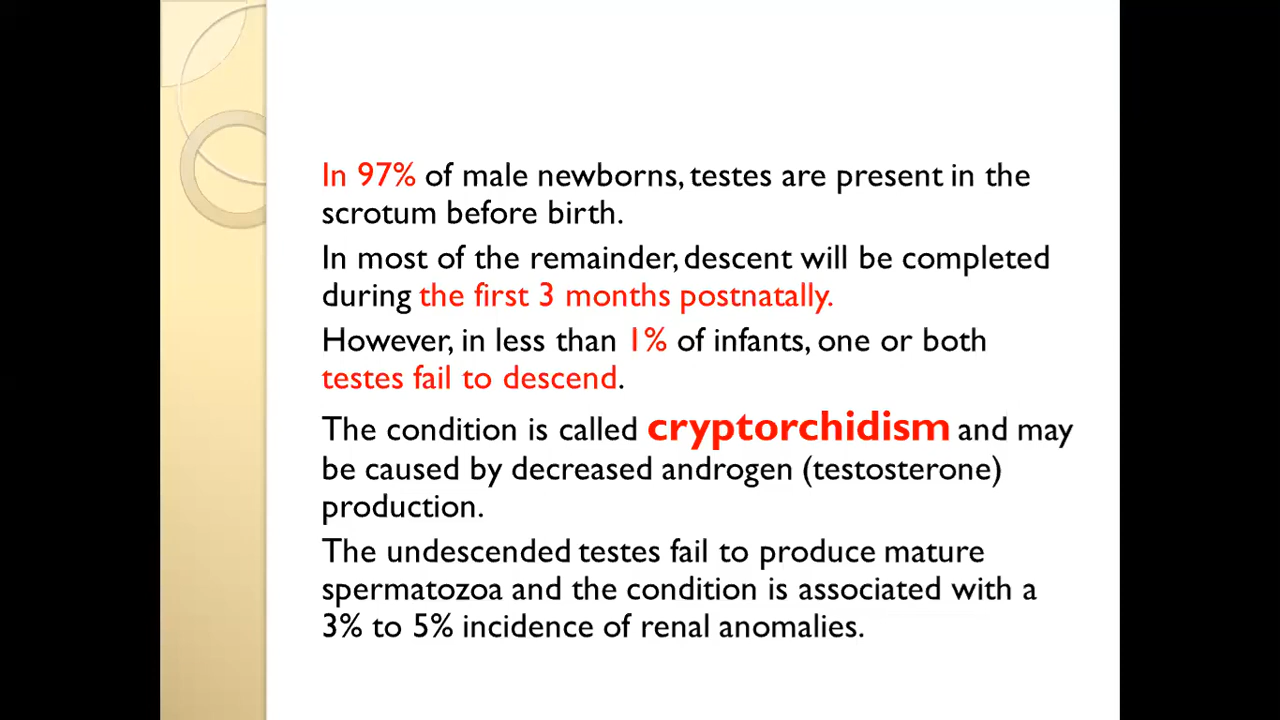 In 97% of male newborns, testes are present in the
scrotum before birth.
In most of the remainder, descent will be completed
during the first 3 months postnatally.
However, in less than 1% of infants, one or both
testes fail to descend.
The condition is called cryptorchidism and may
be caused by decreased androgen (testosterone)
production.
The undescended testes fail to produce mature
spermatozoa and the condition is associated with a
3% to 5% incidence of renal anomalies.